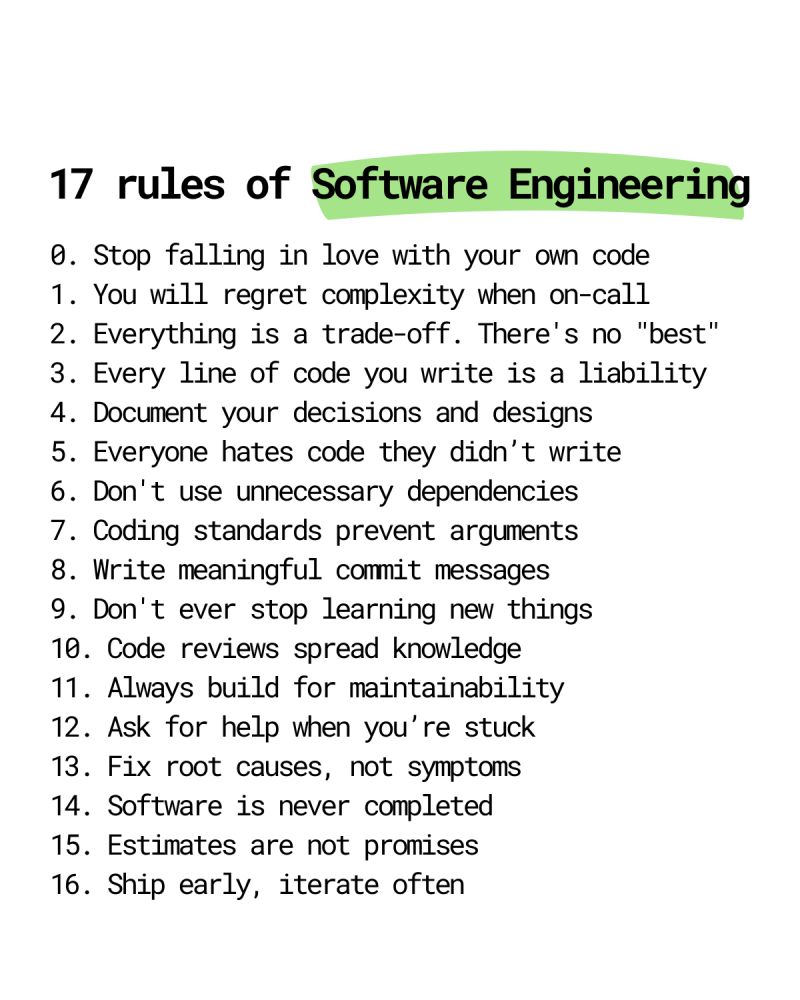 17 rules of Software Engineering
0. Stop falling in love with your own code
1. You will regret complexity when on-call
2. Everything is a trade-off. There's no "best"
3. Every line of code you write is a liability
4. Document your decisions and designs
5. Everyone hates code they didn’t write
6. Don't use unnecessary dependencies
7. Coding standards prevent arguments
8. Write meaningful commit messages
9. Don't ever stop learning new things
10. Code reviews spread knowledge
11. Always build for maintainability
12. Ask for help when you’re stuck
13. Fix root causes, not symptoms
14. Software is never completed
15. Estimates are not promises
16. Ship early, iterate often